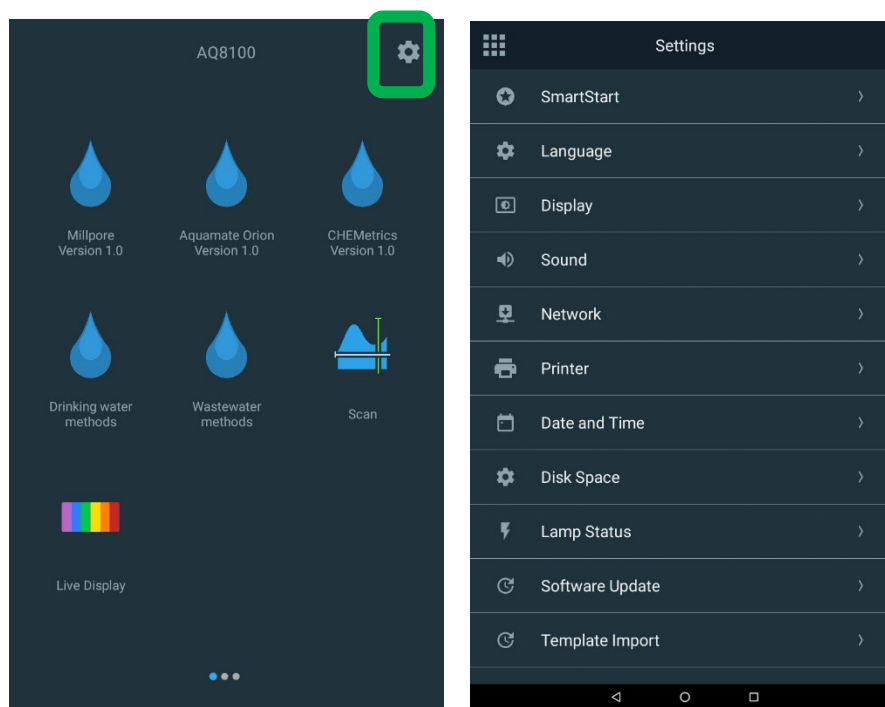 AQ8100
Millpore
Version 1.0
Aquamate Orion
Version 1.0
CHEMetrics
Version 1.0
Drinking water
methods
Wastewater
methods
Scan
Live Display
Settings
SmartStart
Language
Display
Sound
Network
Printer
Date and Time
Disk Space
Lamp Status
Software Update
Template Import